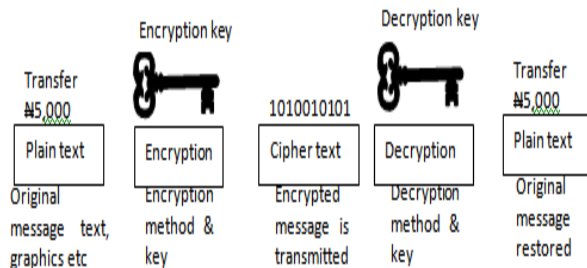 Encryption key
Decryption key
Transfer
₦5,000
1010010101
Transfer
₦5,000
Plain text
Encryption
Cipher text
Decryption
Plain text
Original
message text,
graphics etc
Encryption
method &
key
Encrypted
message is
transmitted
Decryption
method &
key
Original
message
restored